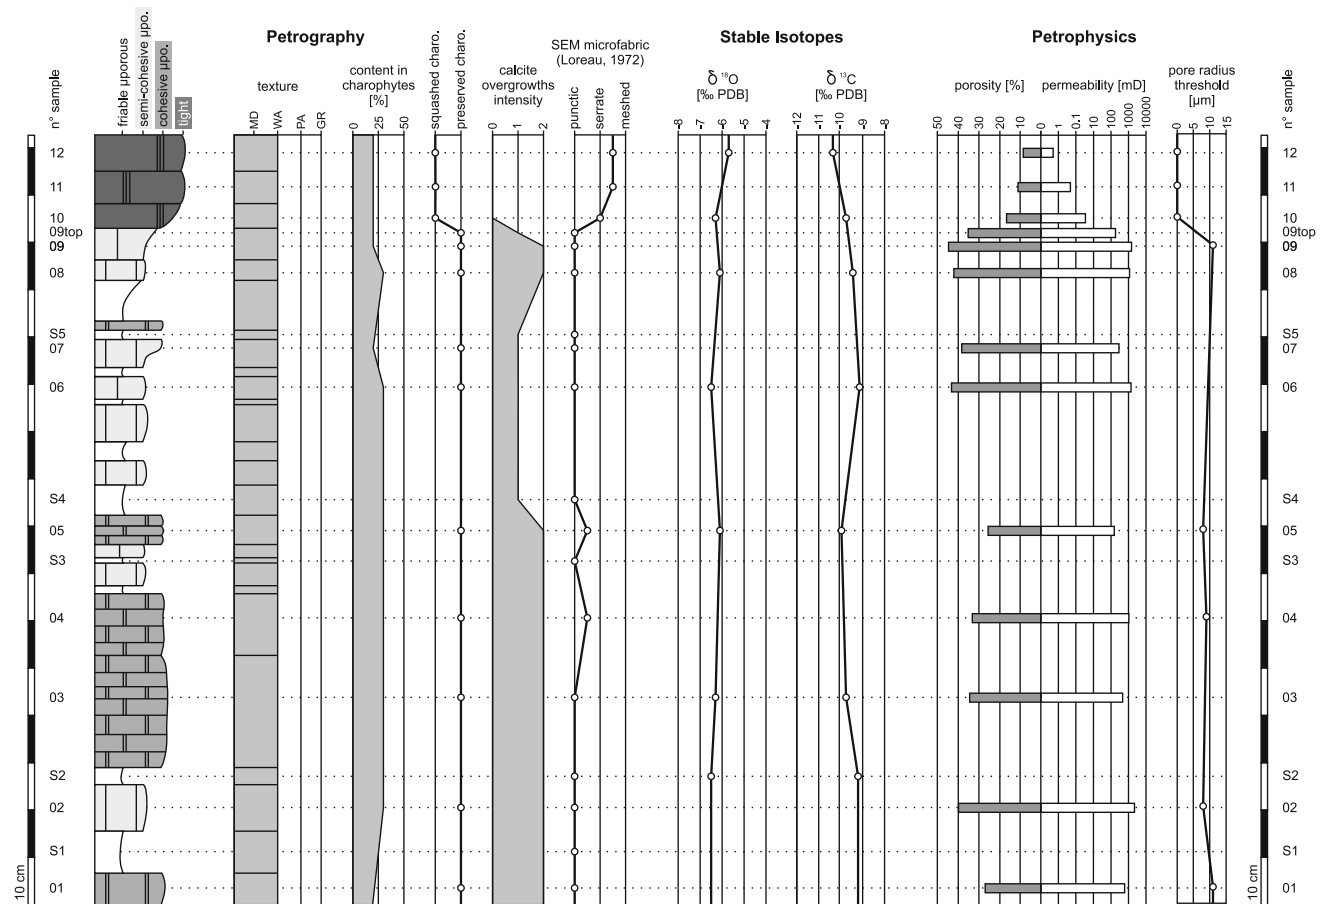 Petrography
Stable Isotopes
Petrophysics
n° sample
friable μporous
semi-cohesive μpo.
cohesive μpo.
tight
texture
MD
WA
PA
GR
content in
charophytes
[%]
0
25
50
squashed charo.
preserved charo.
calcite
overgrowths
intensity
0
1
2
SEM microfabric
(Loreau, 1972)
punctic
serrate
meshed
δ 18O
[‰ PDB]
-8
-7
-6
-5
-4
δ 13C
[‰ PDB]
-12
-11
-10
-9
-8
porosity [%]
50
40
30
20
10
0
permeability [mD]
1
0.1
10
100
1000
10000
pore radius
threshold
[μm]
0
5
10
15
n° sample
12
11
10
09top
09
08
S5
07
06
S4
05
S3
04
03
S2
02
S1
01
10 cm
12
11
10
09top
09
08
S5
07
06
S4
05
S3
04
03
S2
02
S1
01
10 cm